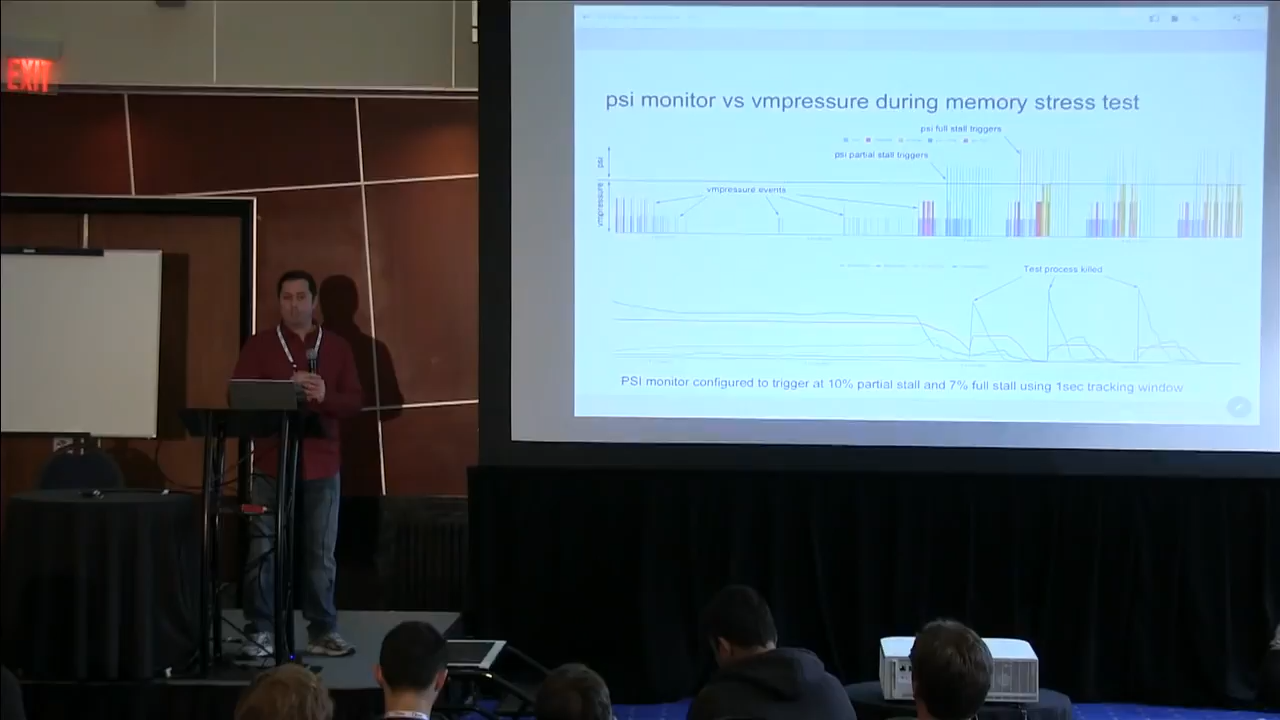 EXIT
psi monitor vs vmpressure during memory stress test
psi full stall triggers
psi partial stall triggers
psi
vmpressure events
vmpressure
Test process killed
PSI monitor configured to trigger at 10% partial stall and 7% full stall using 1sec tracking window